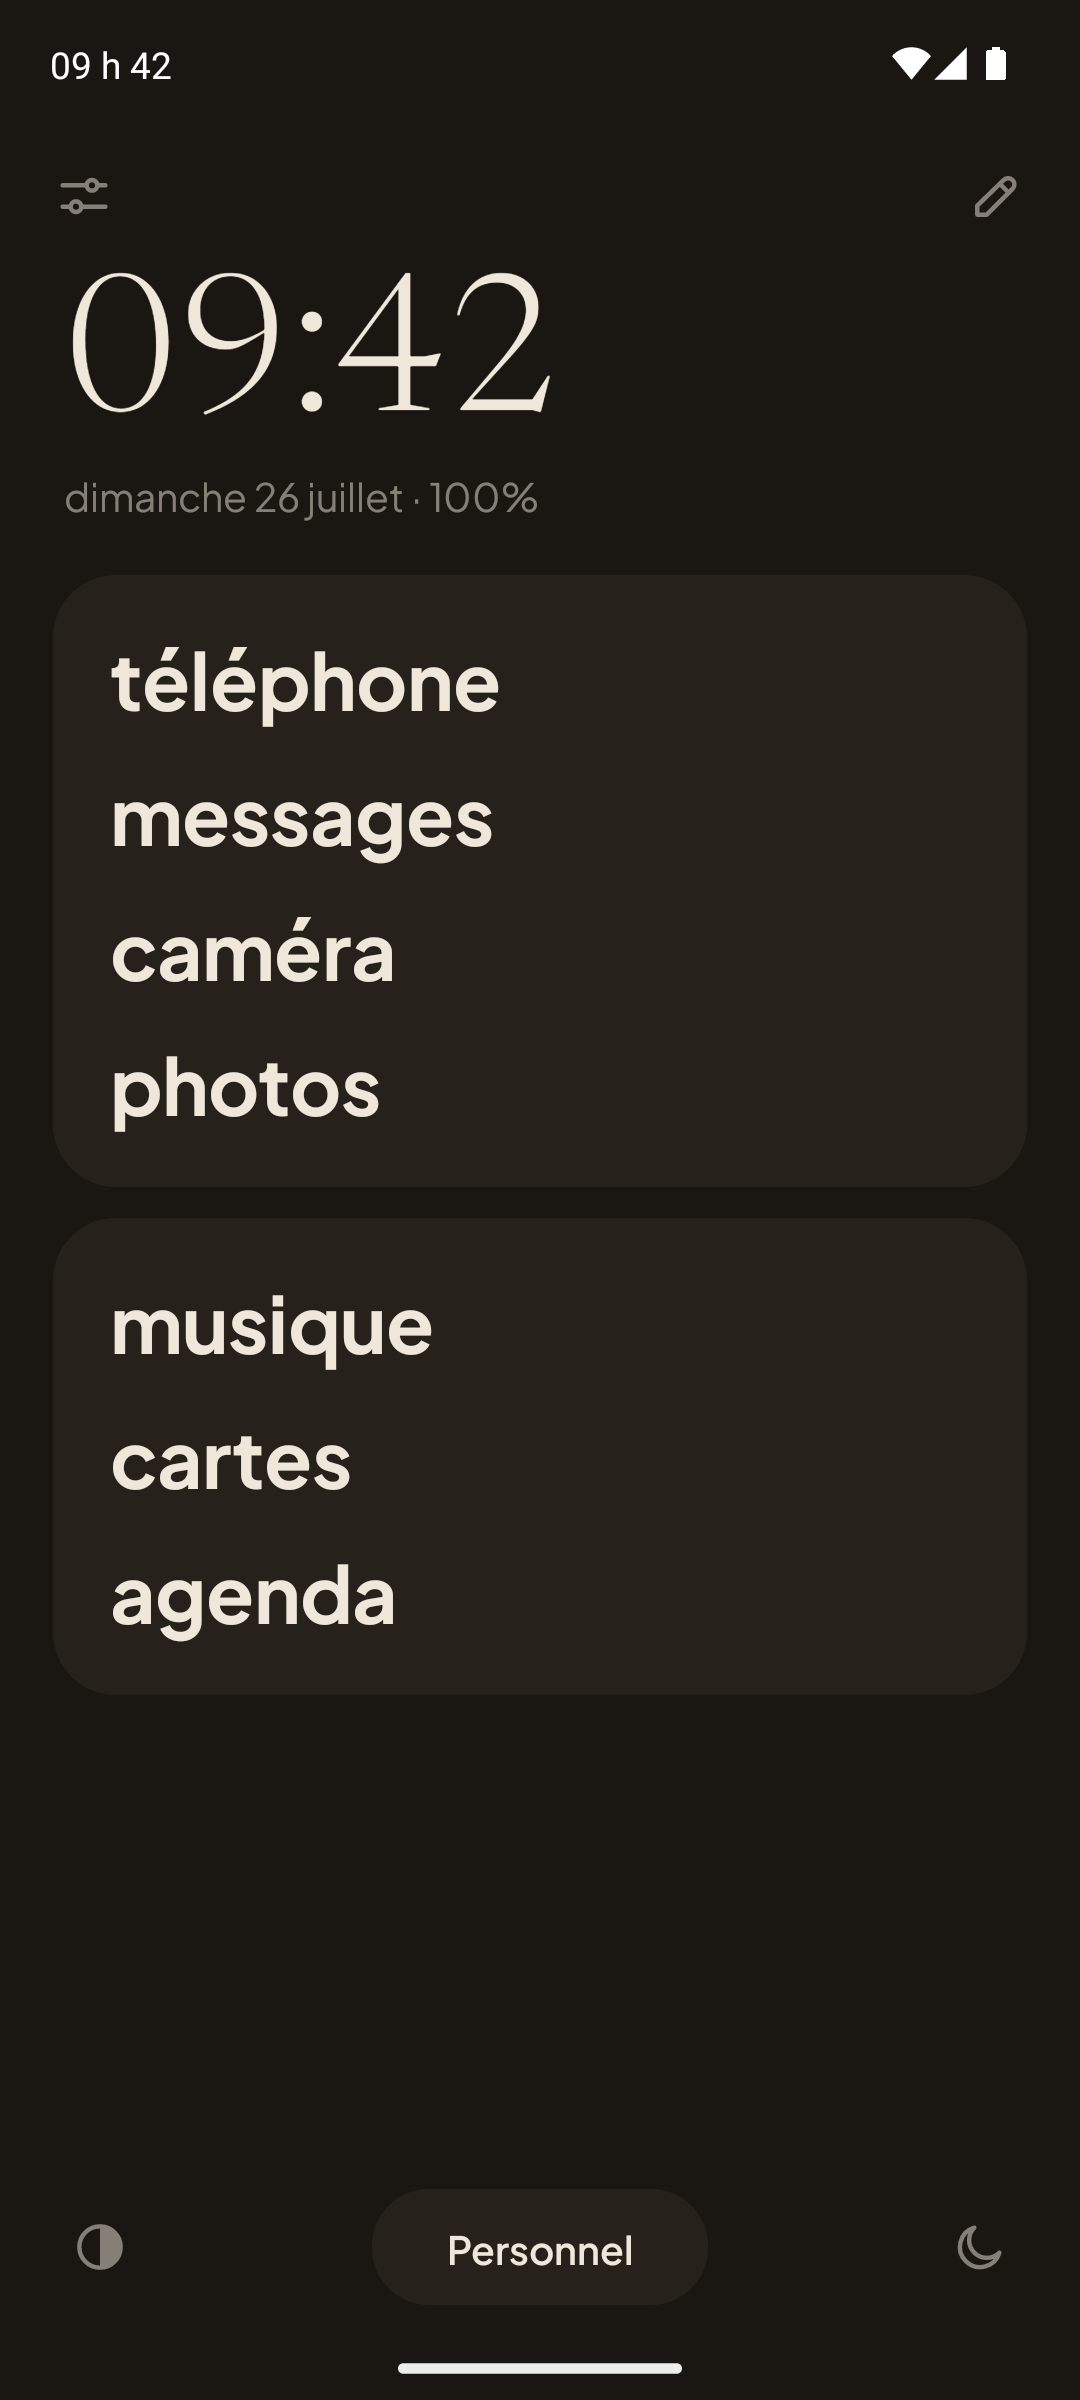 09 h 42
09:42
dimanche 26 juillet · 100%
téléphone
messages
caméra
photos
musique
cartes
agenda
Personnel